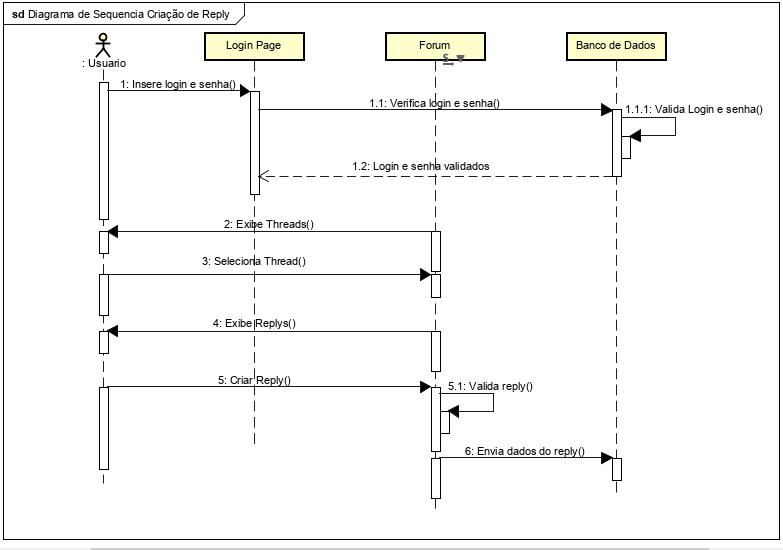 sd Diagrama de Sequencia Criação de Reply
: Usuario
Login Page
Forum
Banco de Dados
1: Insere login e senha()
1.1: Verifica login e senha()
1.1.1: Valida Login e senha()
1.2: Login e senha validados
2: Exibe Threads()
3: Seleciona Thread()
4: Exibe Replys()
5: Criar Reply()
5.1: Valida reply()
6: Envia dados do reply()